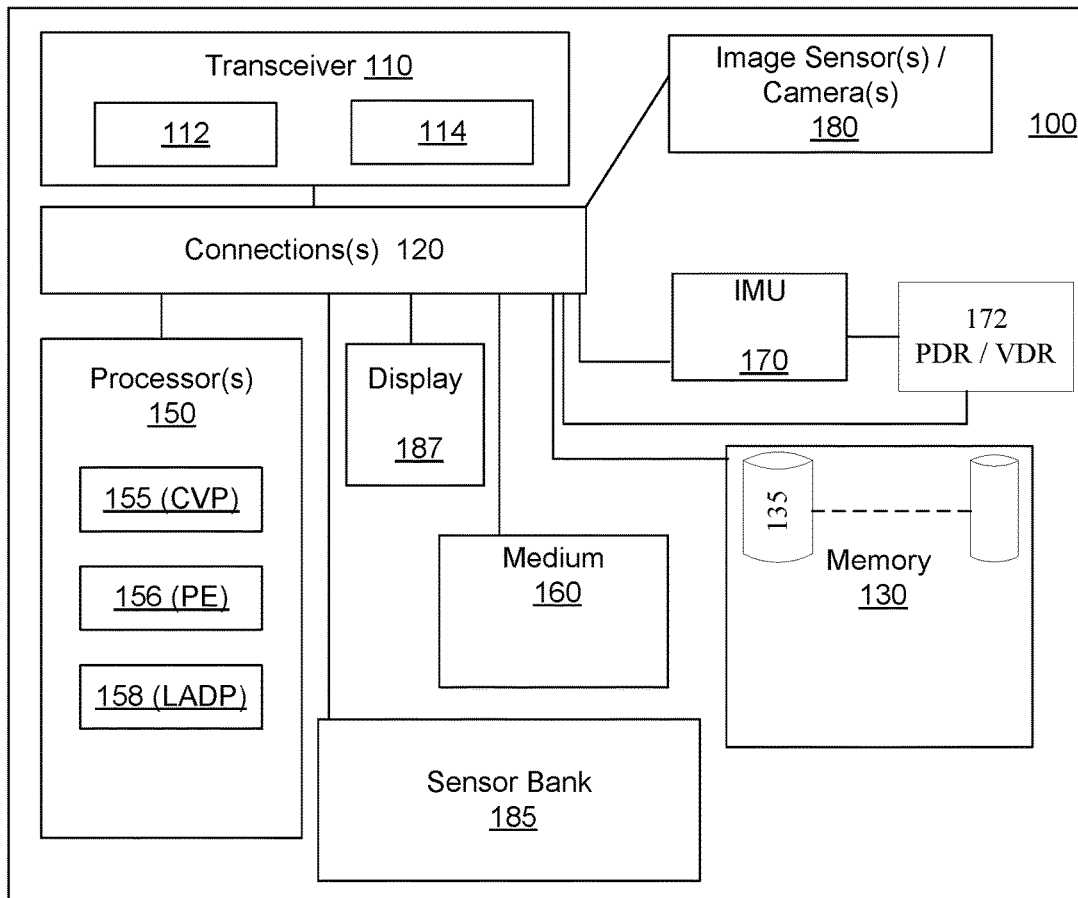 Transceiver 110
112
114
Image Sensor(s) /
Camera(s)
180
100
Connections(s) 120
IMU
170
172
PDR / VDR
Processor(s)
150
155 (CVP)
156 (PE)
158 (LADP)
Display
187
Medium
160
135
Memory
130
Sensor Bank
185